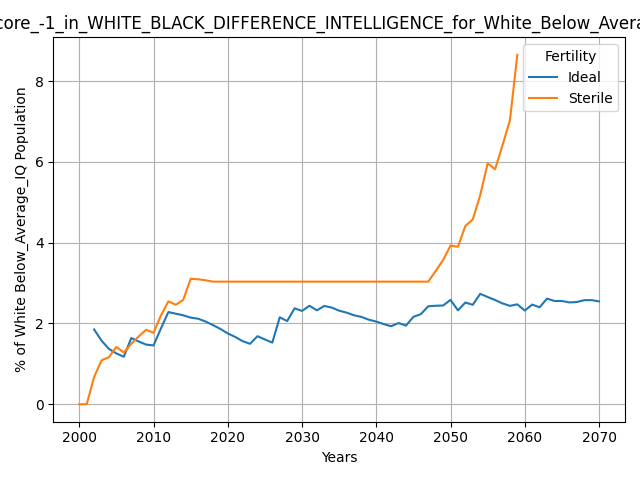 core_-1_in_WHITE_BLACK_DIFFERENCE_INTELLIGENCE_for_White_Below_Avera
% of White Below_Average_IQ Population
8
6
4
2
0
Fertility
Ideal
Sterile
2000 2010 2020 2030 2040 2050 2060 2070
Years